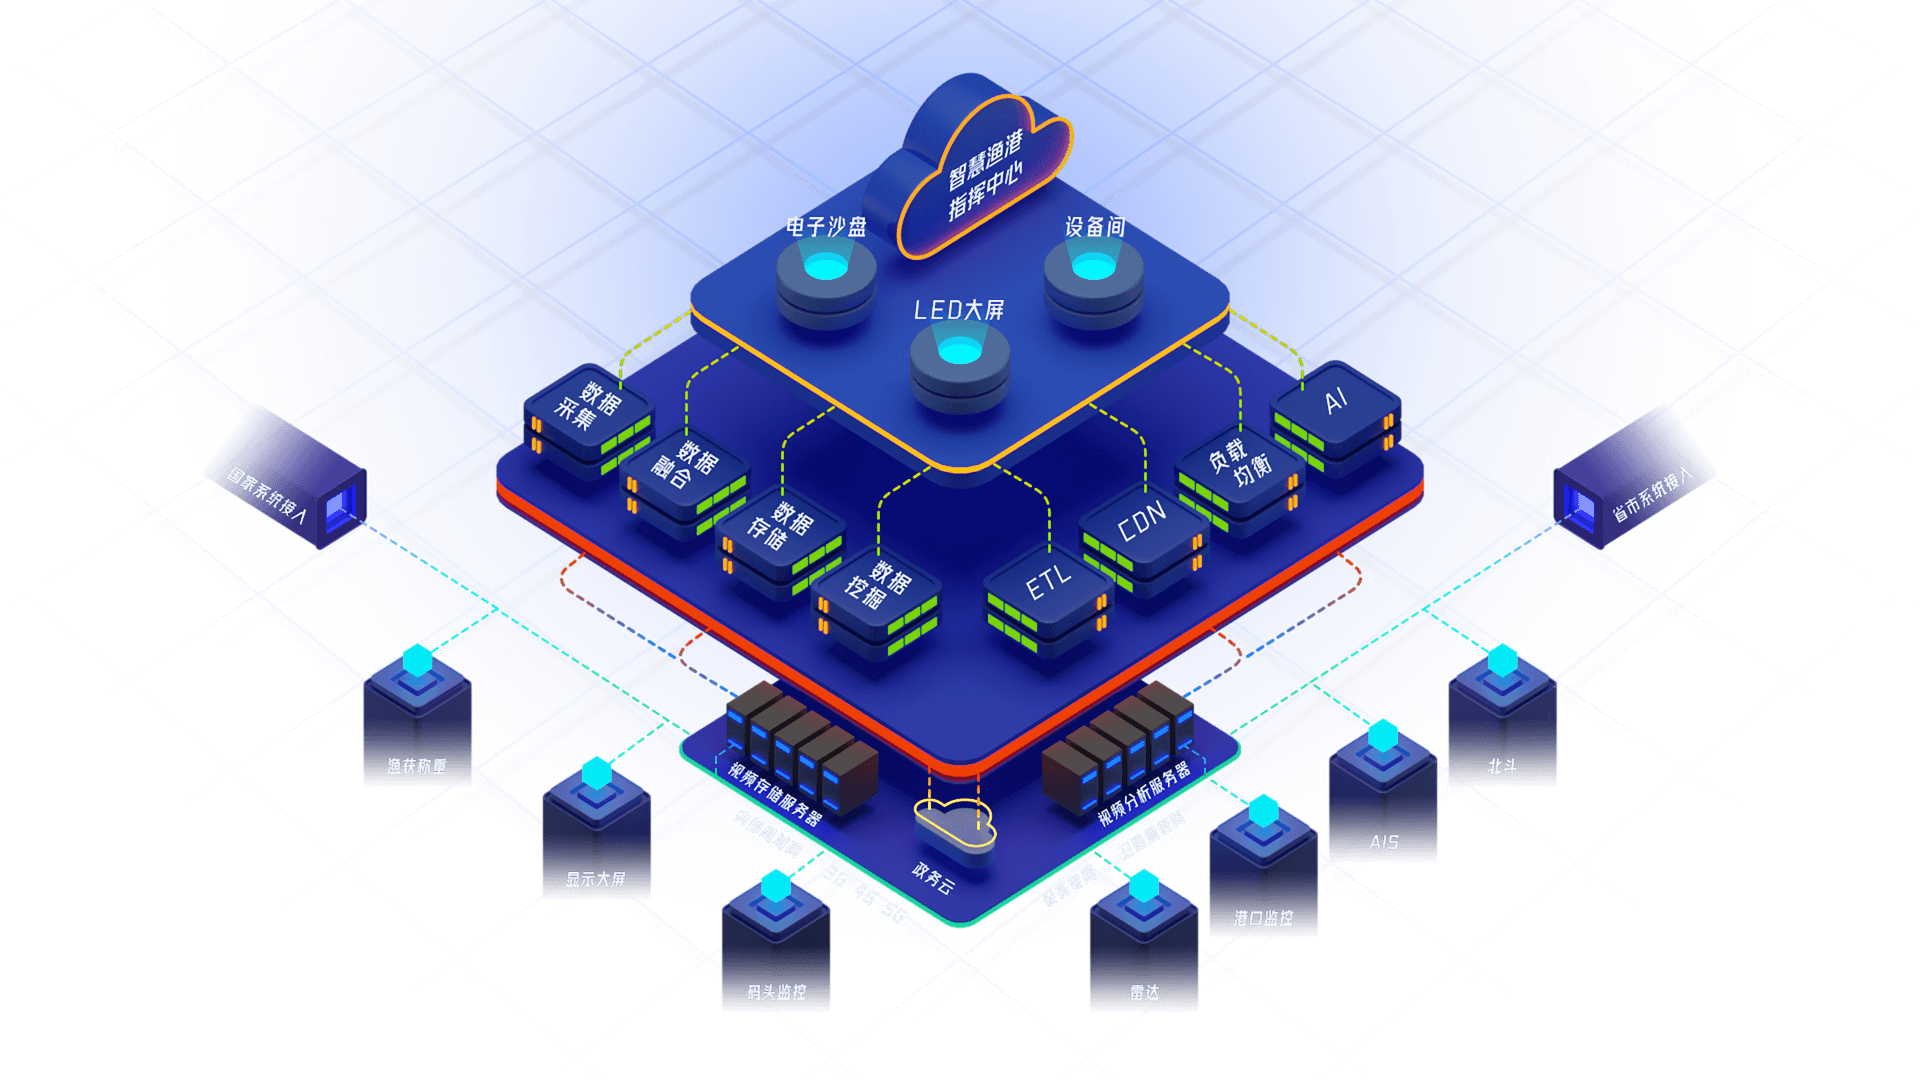 智慧渔港
指挥中心
电子沙盘
设备间
LED大屏
数据
采集
数据
融合
数据
存储
数据
挖掘
ETL
CDN
负载
均衡
AI
国家系统接入
省市系统接入
视频存储服务器
视频分析服务器
政务云
3G 4G 5G
渔获称重
显示大屏
码头监控
雷达
港口监控
AIS
北斗